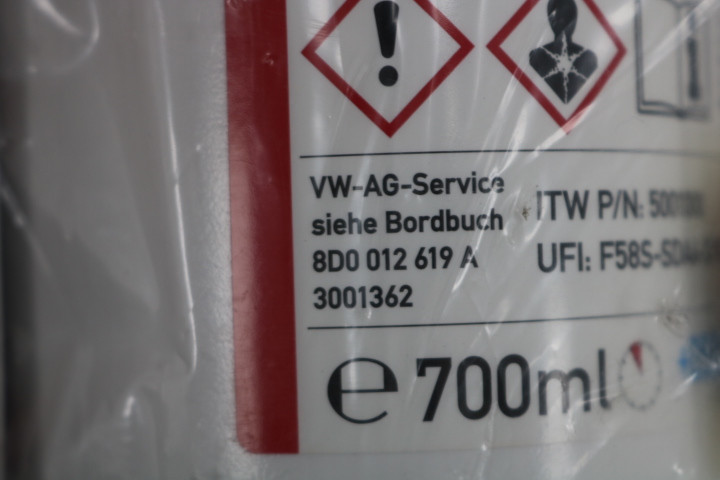 VW-AG-Service
siehe Bordbuch
8D0 012 619 A
3001362
ITW P/N:
UFI:
e 700ml